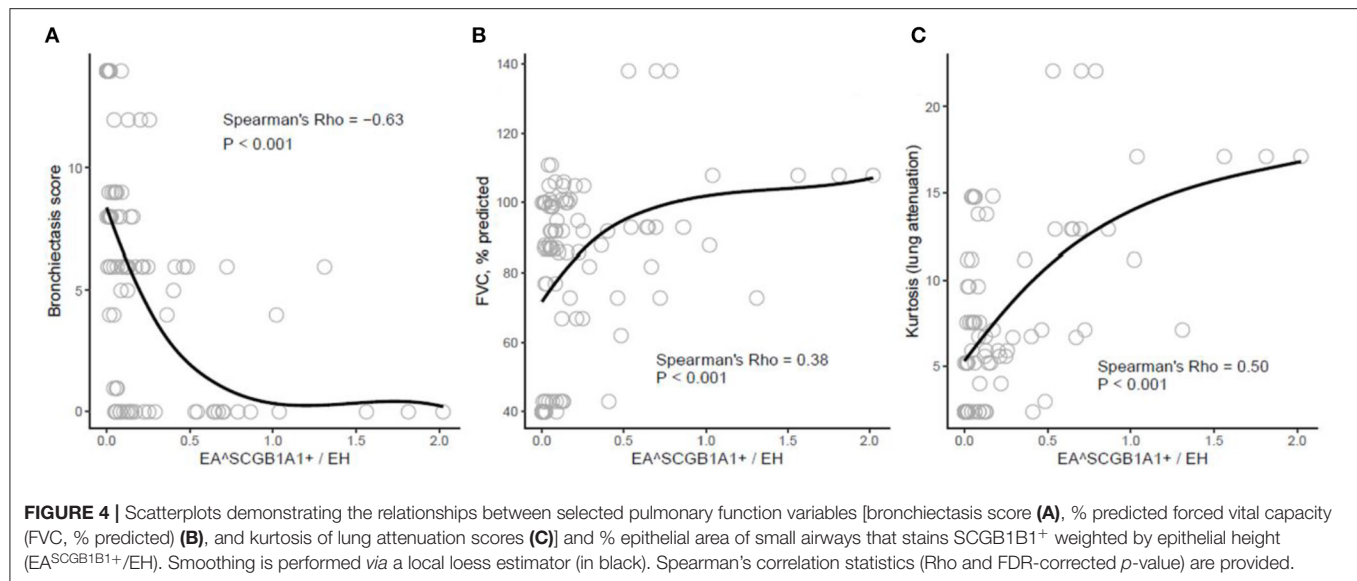 A
Bronchiectasis score
10
5
0
Spearman's Rho = −0.63
P < 0.001
0.0 0.5 1.0 1.5 2.0
EA^SCGB1A1+ / EH
B
FVC, % predicted
140
120
100
80
60
40
Spearman's Rho = 0.38
P < 0.001
0.0 0.5 1.0 1.5 2.0
EA^SCGB1A1+ / EH
C
Kurtosis (lung attenuation)
20
15
10
5
Spearman's Rho = 0.50
P < 0.001
0.0 0.5 1.0 1.5 2.0
EA^SCGB1A1+ / EH
FIGURE 4 | Scatterplots demonstrating the relationships between selected pulmonary function variables [bronchiectasis score (A), % predicted forced vital capacity
(FVC, % predicted) (B), and kurtosis of lung attenuation scores (C)] and % epithelial area of small airways that stains SCGB1B1+ weighted by epithelial height
(EASCGB1B1+/EH). Smoothing is performed via a local loess estimator (in black). Spearman's correlation statistics (Rho and FDR-corrected p-value) are provided.